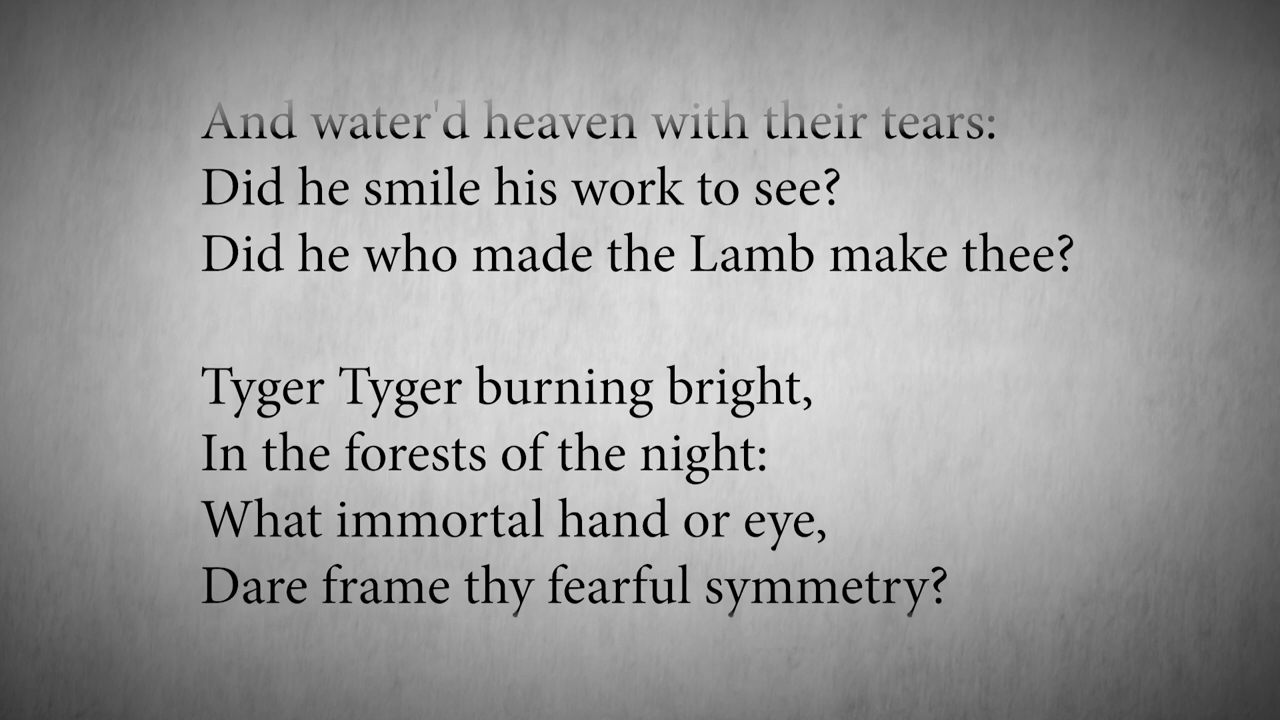 And water'd heaven with their tears:
Did he smile his work to see?
Did he who made the Lamb make thee?
Tyger Tyger burning bright,
In the forests of the night:
What immortal hand or eye,
Dare frame thy fearful symmetry?